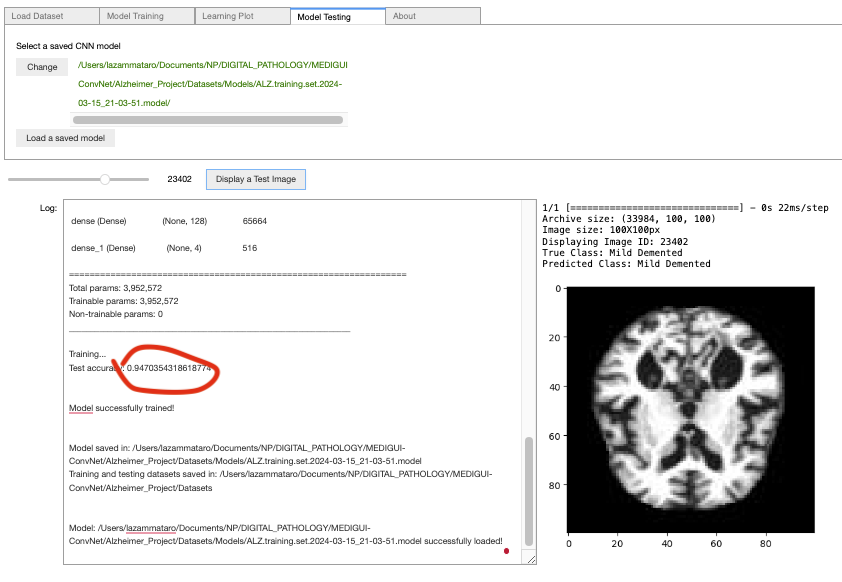 Load Dataset
Model Training
Learning Plot
Model Testing
About
Select a saved CNN model
Change
/Users/lazammataro/Documents/NP/DIGITAL_PATHOLOGY/MEDIGUI
ConvNet/Alzheimer_Project/Datasets/Models/ALZ.training.set.2024-
03-15_21-03-51.model/
Load a saved model
23402
Display a Test Image
Log:
dense (Dense) (None, 128) 65664
dense_1 (Dense) (None, 4) 516
=================================================================
Total params: 3,952,572
Trainable params: 3,952,572
Non-trainable params: 0
_________________________________________________________________
Training...
Test accuracy: 0.9470354318618774
Model successfully trained!
Model saved in: /Users/lazammataro/Documents/NP/DIGITAL_PATHOLOGY/MEDIGUI-
ConvNet/Alzheimer_Project/Datasets/Models/ALZ.training.set.2024-03-15_21-03-51.model
Training and testing datasets saved in: /Users/lazammataro/Documents/NP/DIGITAL_PATHOLOGY/MEDIGUI-
ConvNet/Alzheimer_Project/Datasets
Model: /Users/lazammataro/Documents/NP/DIGITAL_PATHOLOGY/MEDIGUI-
ConvNet/Alzheimer_Project/Datasets/Models/ALZ.training.set.2024-03-15_21-03-51.model successfully loaded!
1/1 [==============================] - 0s 22ms/step
Archive size: (33984, 100, 100)
Image size: 100X100px
Displaying Image ID: 23402
True Class: Mild Demented
Predicted Class: Mild Demented
0
20
40
60
80
0 20 40 60 80